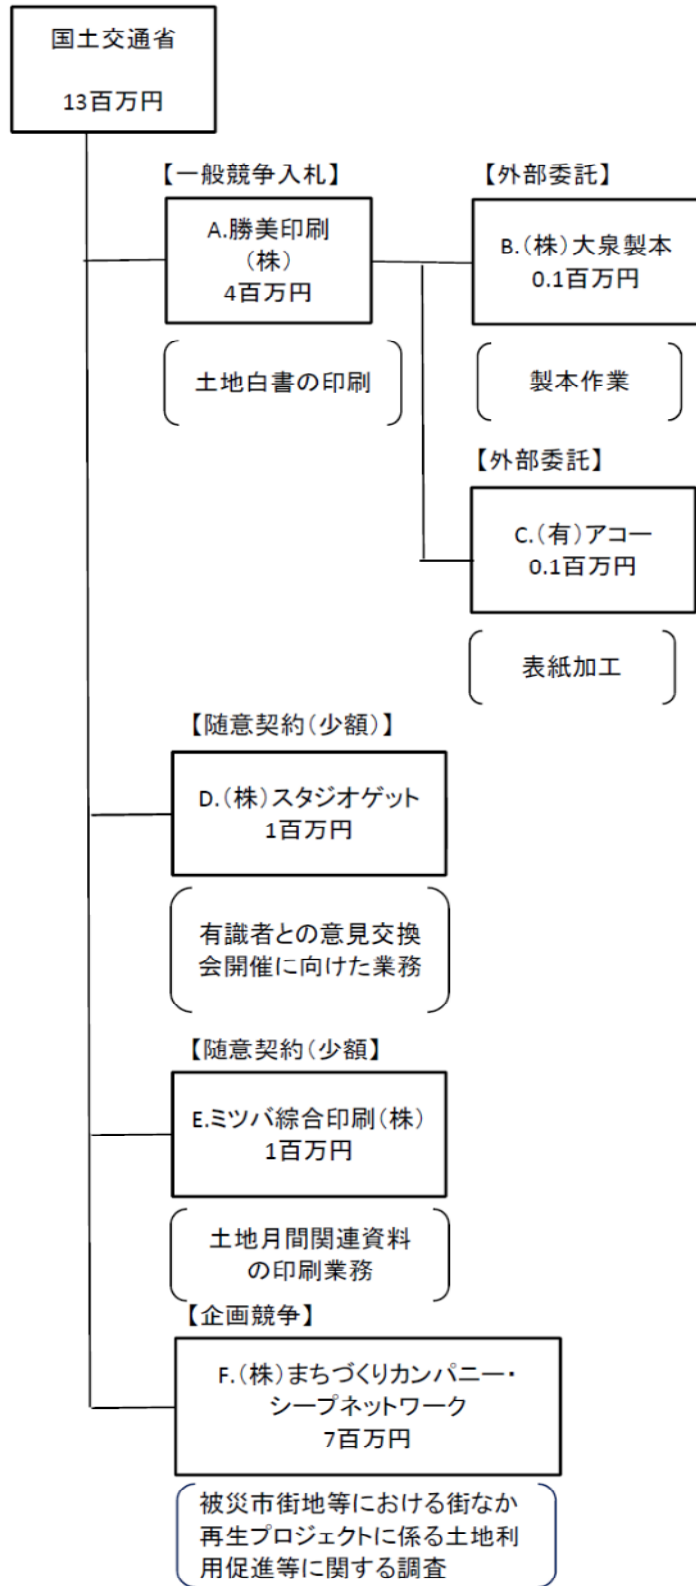 国土交通省
13百万円
【一般競争入札】
A.勝美印刷
(株)
4百万円
土地白書の印刷
【外部委託】
B.(株)大泉製本
0.1百万円
製本作業
【外部委託】
C.(有)アコー
0.1百万円
表紙加工
【随意契約(少額)】
D.(株)スタジオゲット
1百万円
有識者との意見交換
会開催に向けた業務
【随意契約(少額】
E.ミツバ綜合印刷(株)
1百万円
土地月間関連資料
の印刷業務
【企画競争】
F.(株)まちづくりカンパニー・
シープネットワーク
7百万円
被災市街地等における街なか
再生プロジェクトに係る土地利
用促進等に関する調査